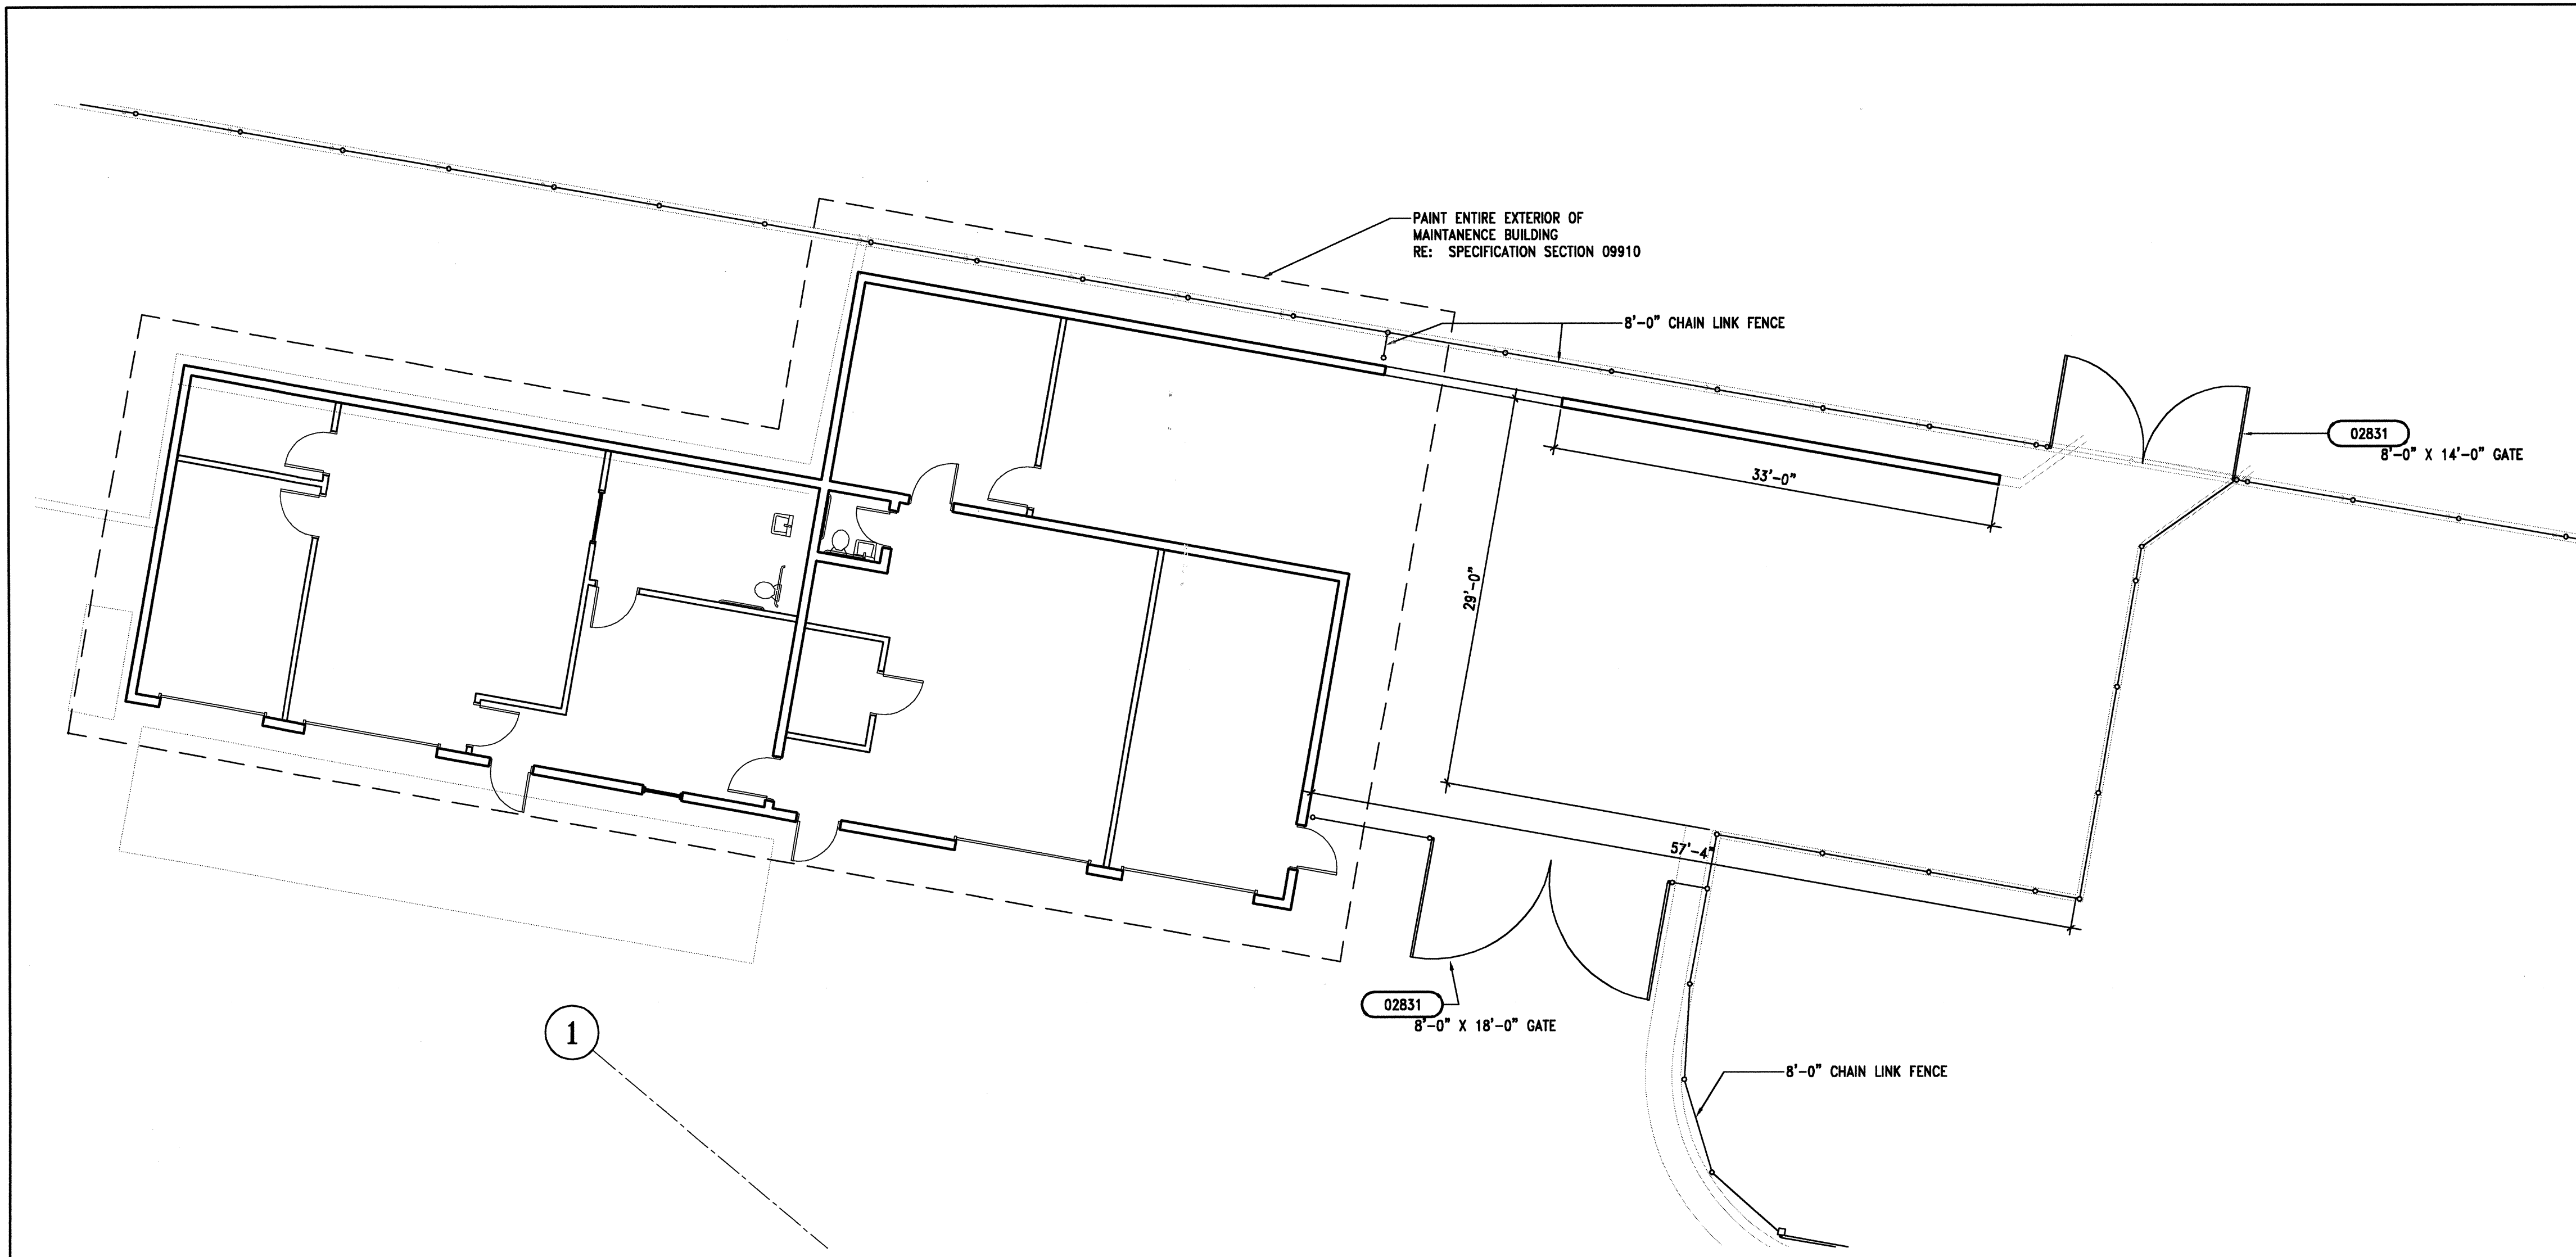 PAINT ENTIRE EXTERIOR OF
MAINTANENCE BUILDING
RE: SPECIFICATION SECTION 09910
8'-0" CHAIN LINK FENCE
02831
8'-0" X 14'-0" GATE
33'-0"
29'-0"
57'-4"
02831
8'-0" X 18'-0" GATE
1
8'-0" CHAIN LINK FENCE